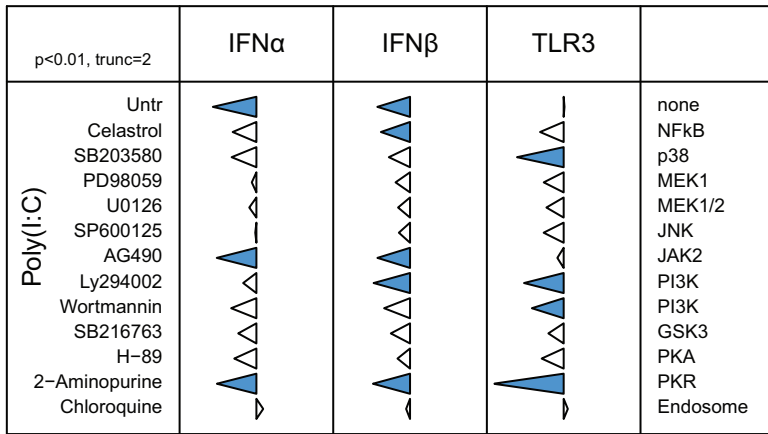 p<0.01, trunc=2 IFNα IFNβ TLR3
Poly(I:C)
Untr none
Celastrol NFkB
SB203580 p38
PD98059 MEK1
U0126 MEK1/2
SP600125 JNK
AG490 JAK2
Ly294002 PI3K
Wortmannin PI3K
SB216763 GSK3
H−89 PKA
2−Aminopurine PKR
Chloroquine Endosome